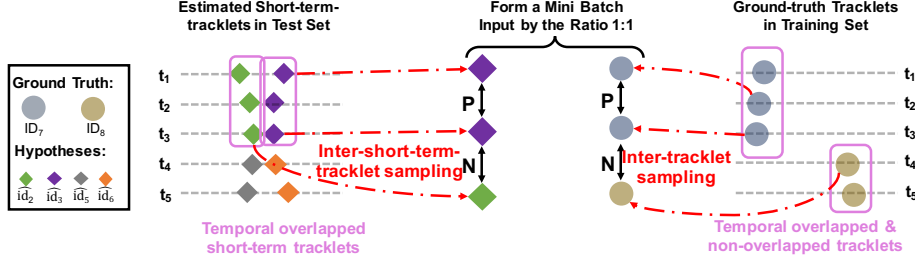 Estimated Short-term-
tracklets in Test Set
Form a Mini Batch
Input by the Ratio 1:1
Ground-truth Tracklets
in Training Set
Ground Truth:
ID7 ID8
Hypotheses:
id2 id3 id5 id6
t1
t2
t3
t4
t5
P
N
Inter-short-term-
tracklet sampling
P
N
Inter-tracklet
sampling
t1
t2
t3
t4
t5
Temporal overlapped
short-term tracklets
Temporal overlapped &
non-overlapped tracklets